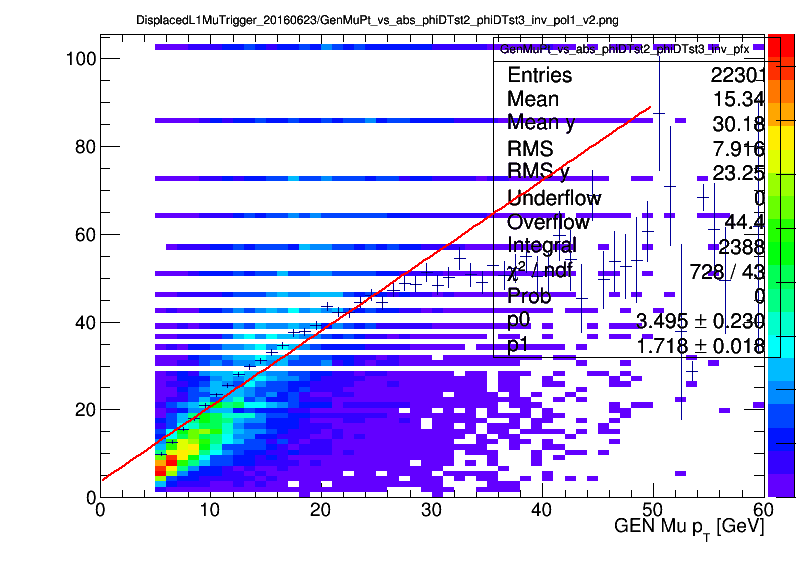 DisplacedL1MuTrigger_20160623/GenMuPt_vs_abs_phiDTst2_phiDTst3_inv_pol1_v2.png
GenMuPt_vs_abs_phiDTst2_phiDTst3_inv_pfx
Entries 22301
Mean 15.34
Mean y 30.18
RMS 7.916
RMS y 23.25
Underflow 0
Overflow 44.4
Integral 2388
χ² / ndf 728 / 43
Prob 0
p0 3.495 ± 0.230
p1 1.718 ± 0.018
100
80
60
40
20
0
0 10 20 30 40 50 60
GEN Mu p_T [GeV]